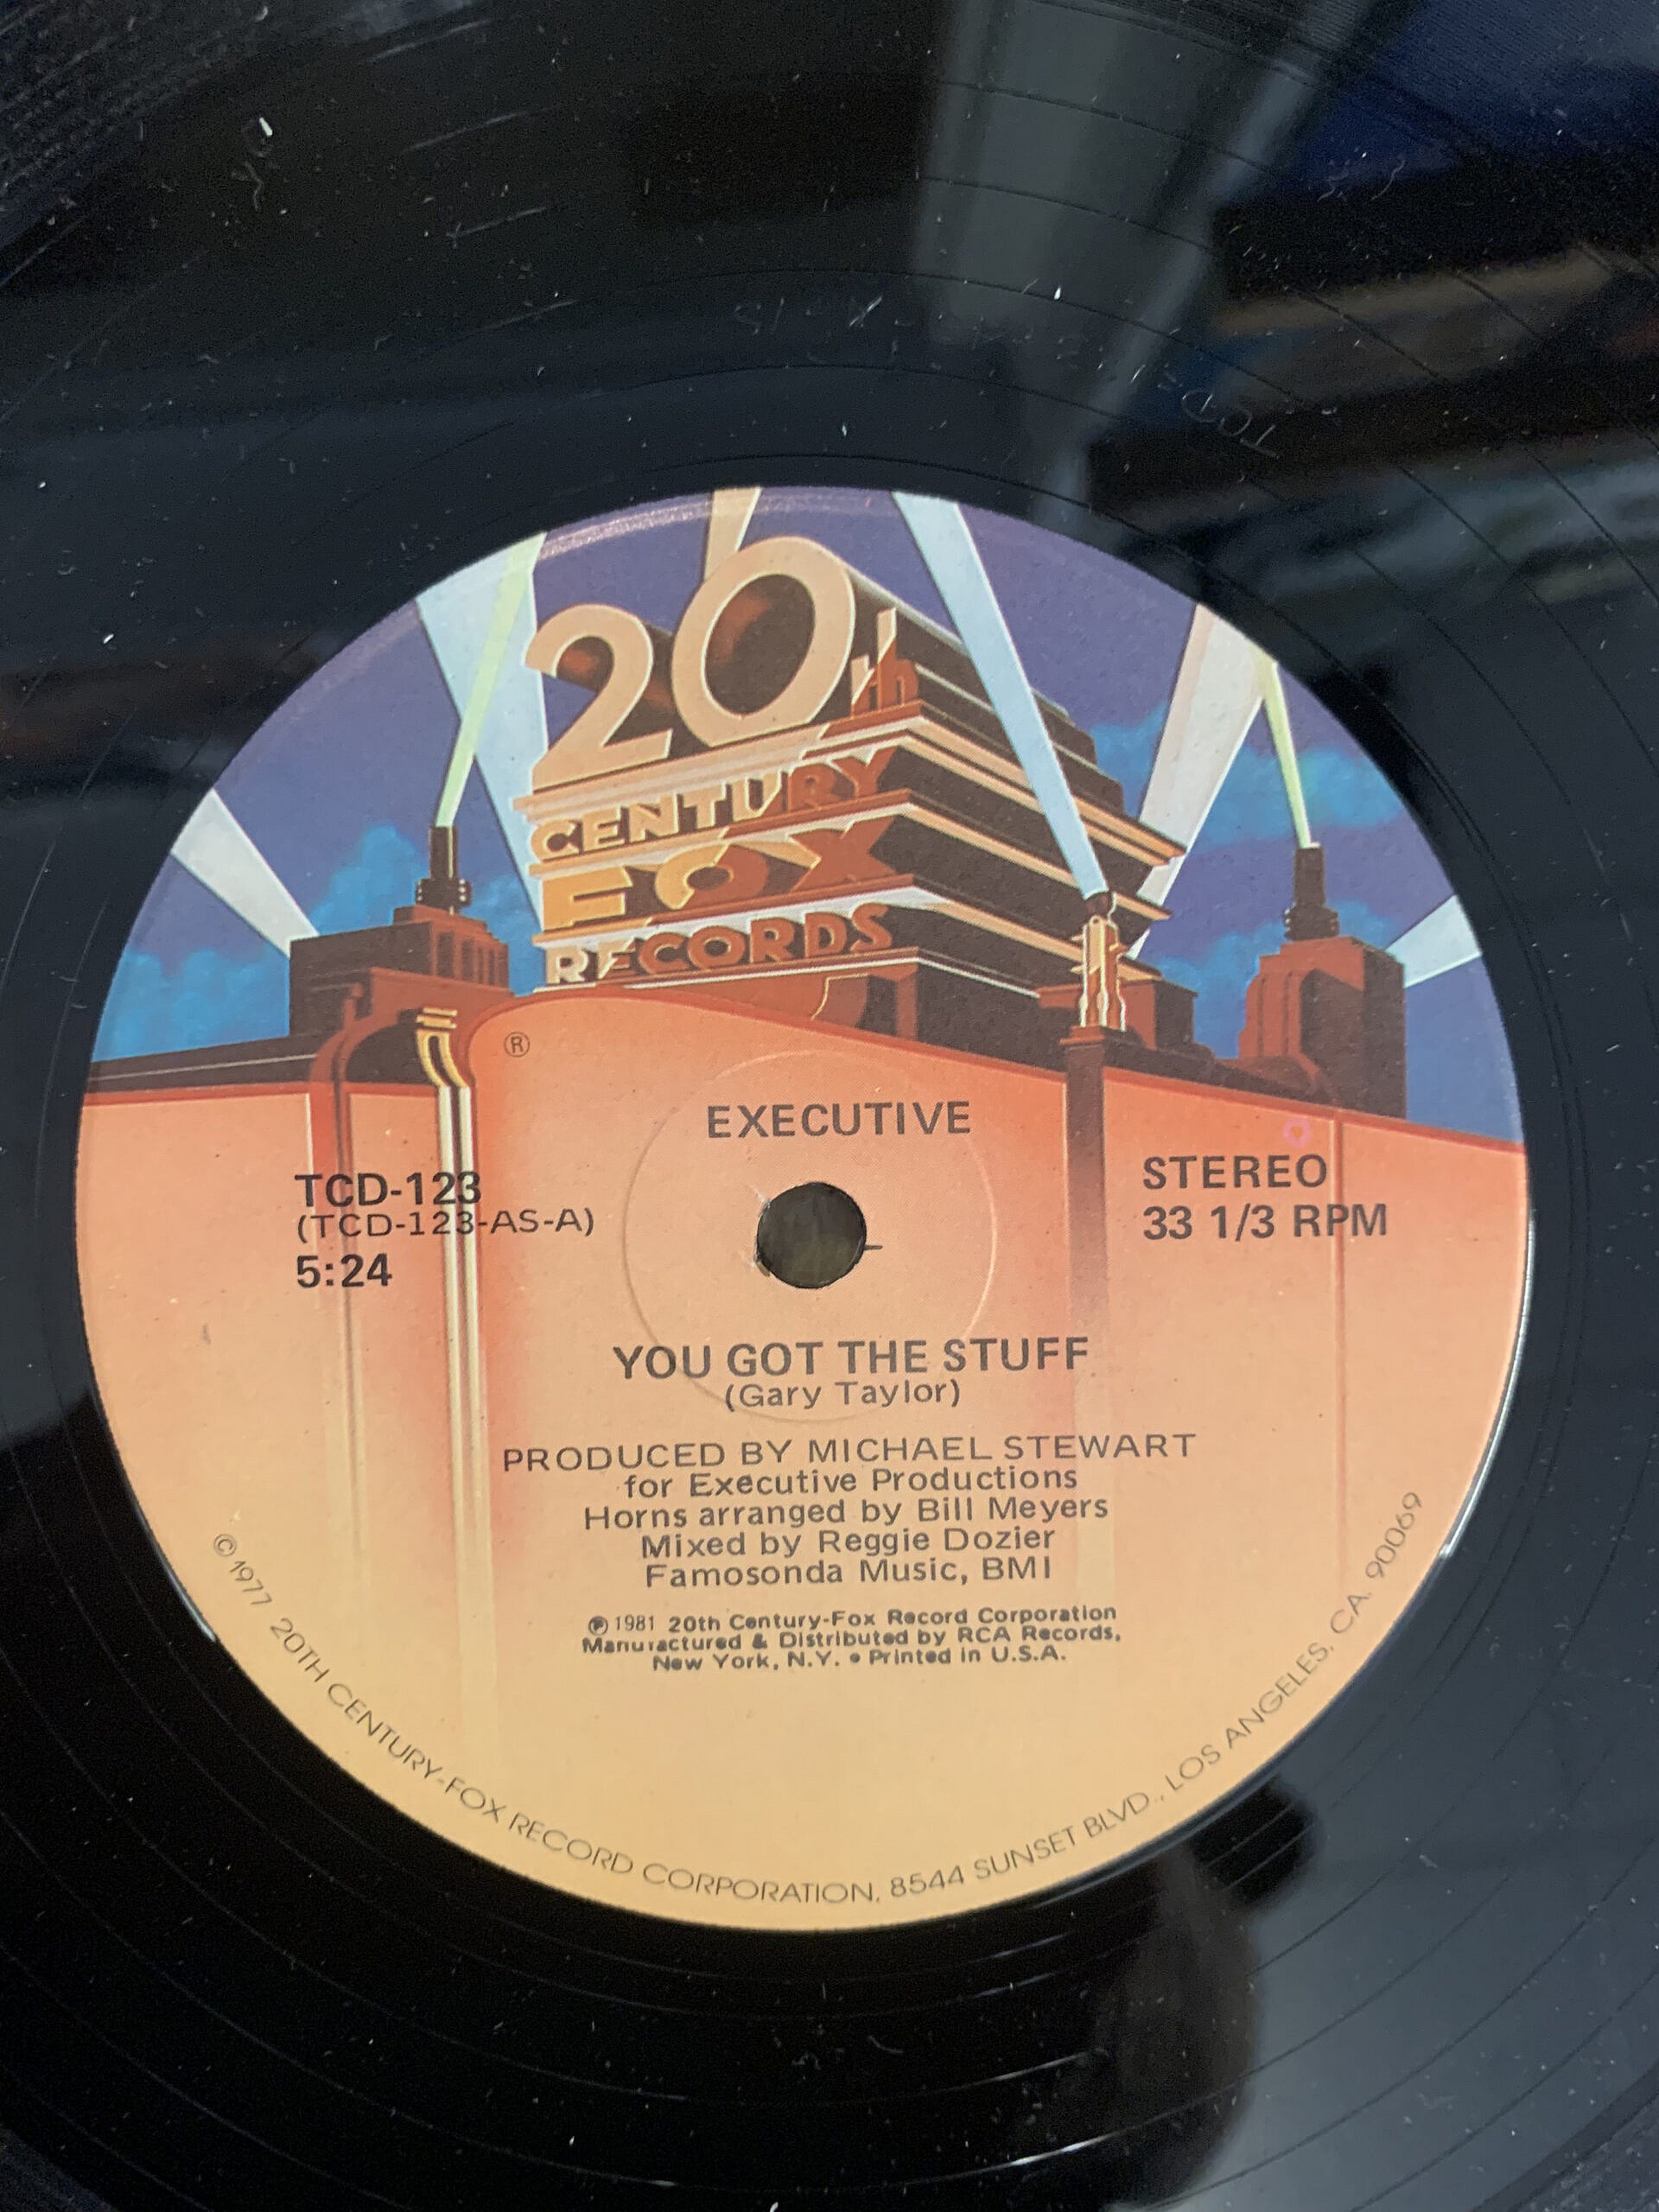 20th
CENTURY
FOX
RECORDS
®
EXECUTIVE
TCD-123
(TCD-123-AS-A)
5:24
STEREO
33 1/3 RPM
YOU GOT THE STUFF
(Gary Taylor)
PRODUCED BY MICHAEL STEWART
for Executive Productions
Horns arranged by Bill Meyers
Mixed by Reggie Dozier
Famosonda Music, BMI
℗ 1981 20th Century-Fox Record Corporation
Manufactured & Distributed by RCA Records,
New York, N.Y. • Printed in U.S.A.
© 1977 20TH CENTURY-FOX RECORD CORPORATION, 8544 SUNSET BLVD., LOS ANGELES, CA. 90069
TCD